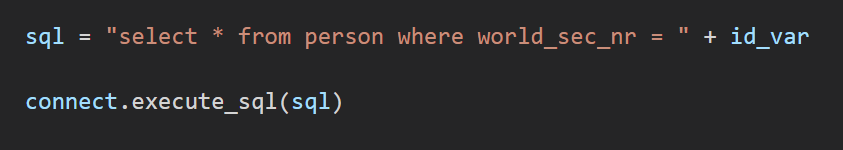 sql = "select * from person where world_sec_nr = " + id_var
connect.execute_sql(sql)